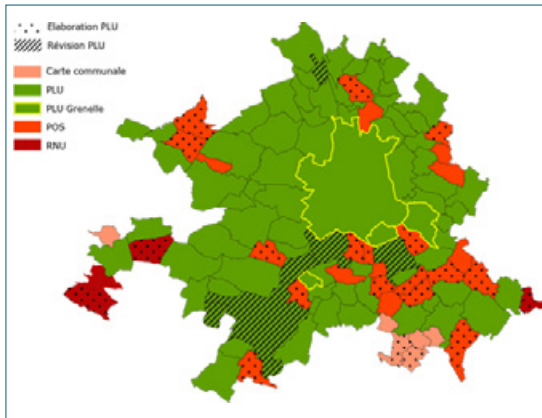 Elaboration PLU
Révision PLU
Carte communale
PLU
PLU Grenelle
POS
RNU